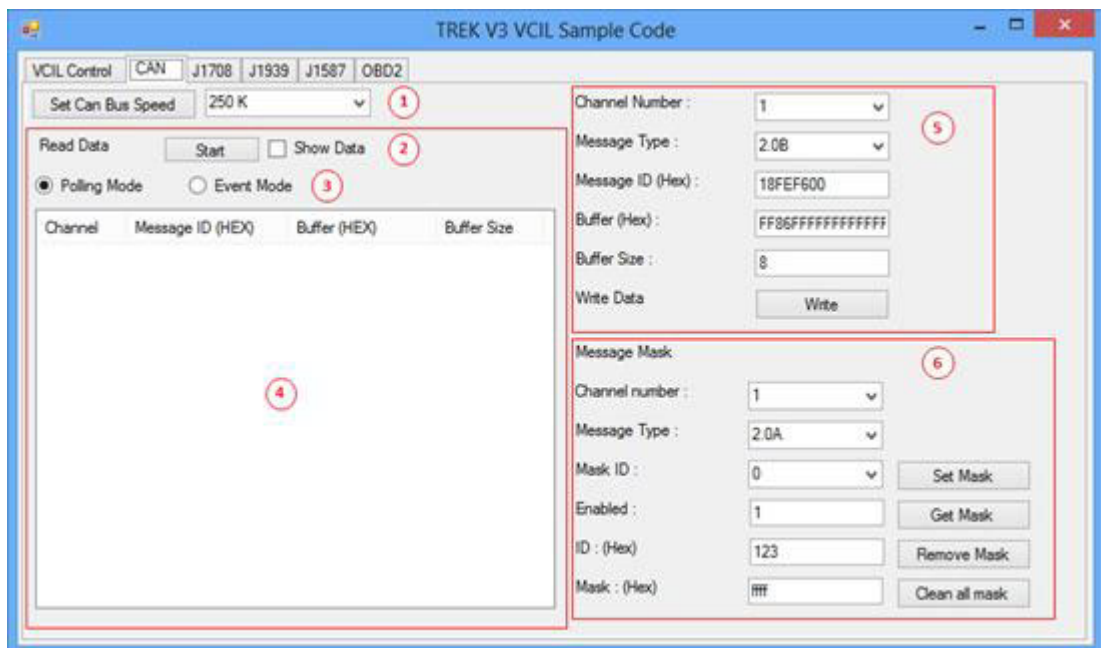 TREK V3 VCIL Sample Code
VCIL Control CAN J1708 J1939 J1587 OBD2
Set Can Bus Speed 250 K 1
Read Data Start Show Data 2
Polling Mode Event Mode 3
Channel Message ID (HEX) Buffer (HEX) Buffer Size
4
Channel Number : 1 5
Message Type : 2.0B
Message ID (Hex) : 18FEF600
Buffer (Hex) : FF86FFFFFFFFFFFF
Buffer Size : 8
Write Data Write
Message Mask 6
Channel number : 1
Message Type : 2.0A
Mask ID : 0 Set Mask
Enabled : 1 Get Mask
ID : (Hex) 123 Remove Mask
Mask : (Hex) ffff Clean all mask